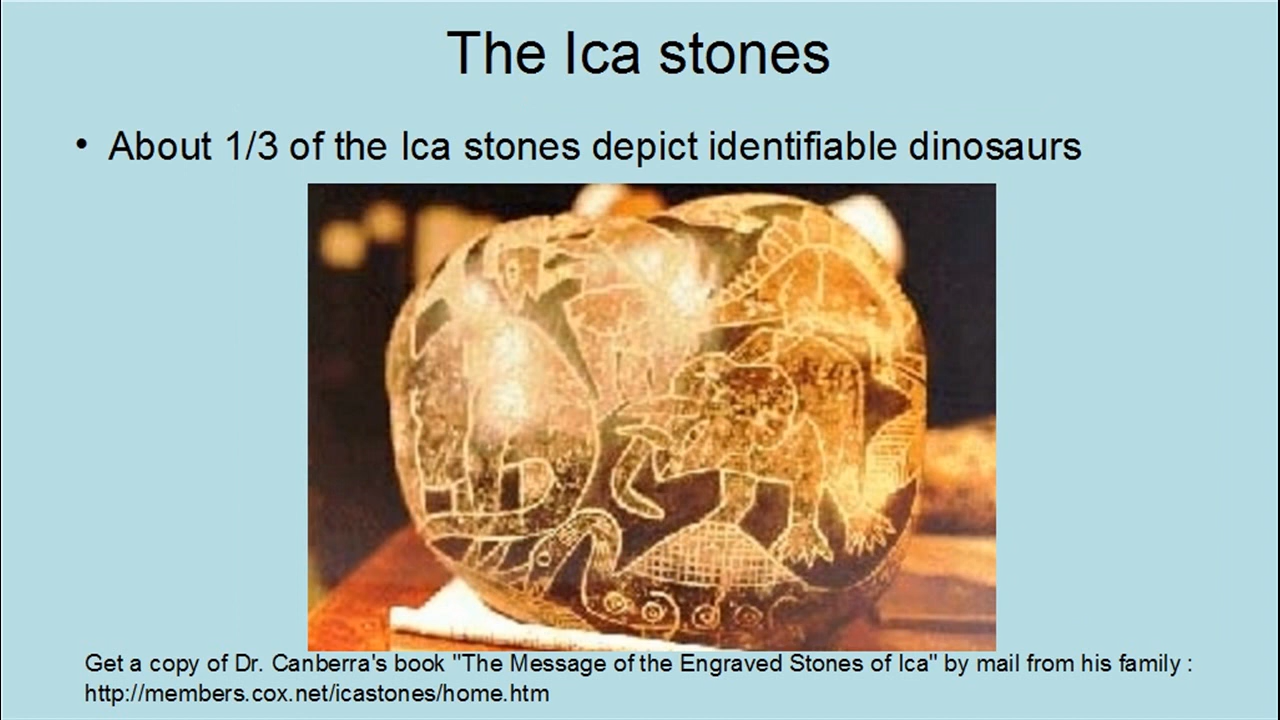 The Ica stones
• About 1/3 of the Ica stones depict identifiable dinosaurs
Get a copy of Dr. Canberra's book "The Message of the Engraved Stones of Ica" by mail from his family :
http://members.cox.net/icastones/home.htm